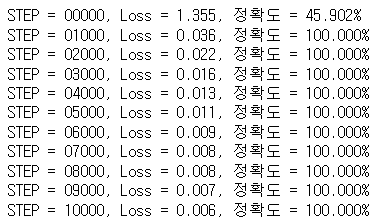 STEP = 00000, Loss = 1.355, 정확도 = 45.902%
STEP = 01000, Loss = 0.036, 정확도 = 100.000%
STEP = 02000, Loss = 0.022, 정확도 = 100.000%
STEP = 03000, Loss = 0.016, 정확도 = 100.000%
STEP = 04000, Loss = 0.013, 정확도 = 100.000%
STEP = 05000, Loss = 0.011, 정확도 = 100.000%
STEP = 06000, Loss = 0.009, 정확도 = 100.000%
STEP = 07000, Loss = 0.008, 정확도 = 100.000%
STEP = 08000, Loss = 0.008, 정확도 = 100.000%
STEP = 09000, Loss = 0.007, 정확도 = 100.000%
STEP = 10000, Loss = 0.006, 정확도 = 100.000%